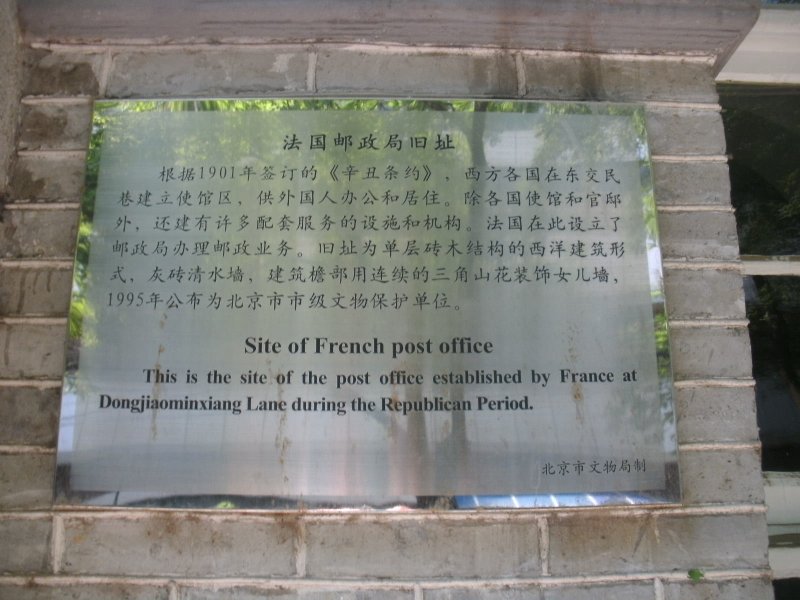 法国邮政局旧址
根据1901年签订的《辛丑条约》，西方各国在东交民
巷建立使馆区，供外国人办公和居住。除各国使馆和官邸
外，还建有许多配套服务的设施和机构。法国在此设立了
邮政局办理邮政业务。旧址为单层砖木结构的西洋建筑形
式，灰砖清水墙，建筑檐部用连续的三角山花装饰女儿墙，
1995年公布为北京市市级文物保护单位。
Site of French post office
This is the site of the post office established by France at
Dongjiaominxiang Lane during the Republican Period.
北京市文物局制